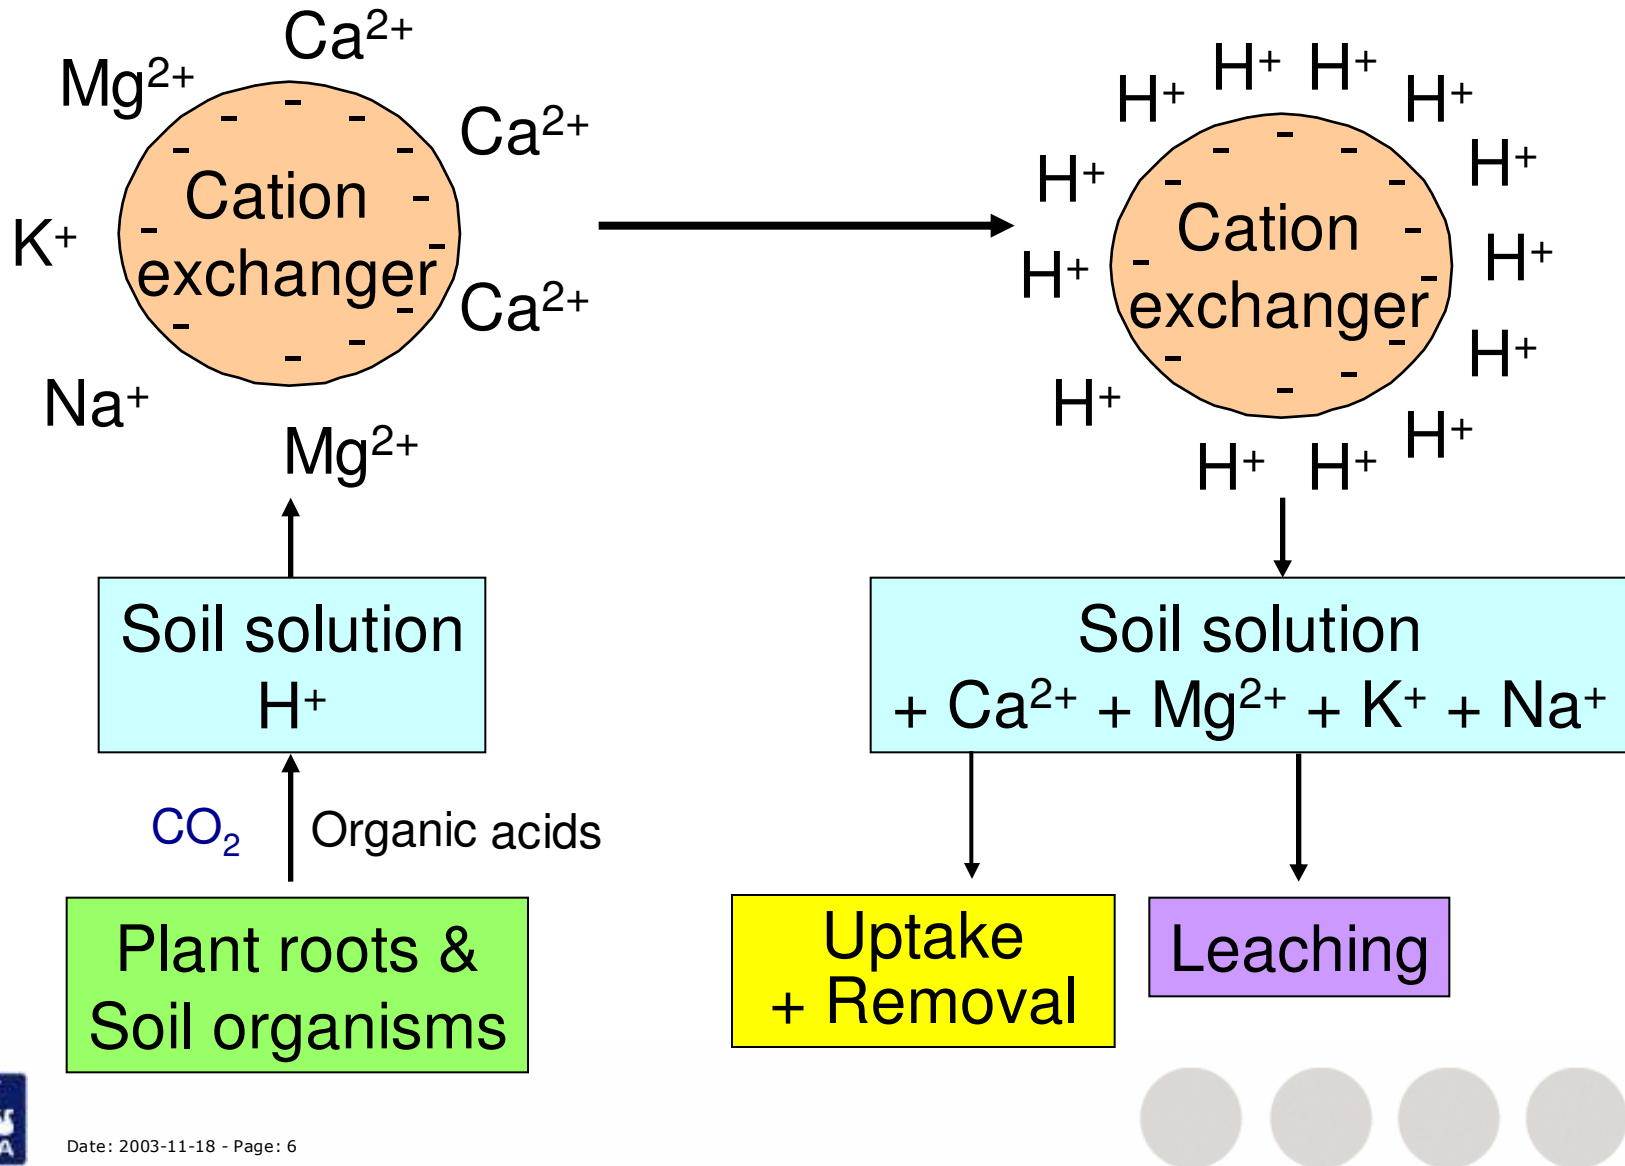 Ca²⁺
Mg²⁺
Ca²⁺
Cation
exchanger
K⁺
Ca²⁺
Na⁺
Mg²⁺
- - - - - - - - - - - - -
H⁺ H⁺ H⁺ H⁺
H⁺ H⁺
H⁺ H⁺
H⁺ H⁺
H⁺ H⁺ H⁺
Cation
exchanger
- - - - - - - - - - - - -
Soil solution
H⁺
Soil solution
+ Ca²⁺ + Mg²⁺ + K⁺ + Na⁺
CO₂
Organic acids
Plant roots &
Soil organisms
Uptake
+ Removal
Leaching
Date: 2003-11-18 - Page: 6